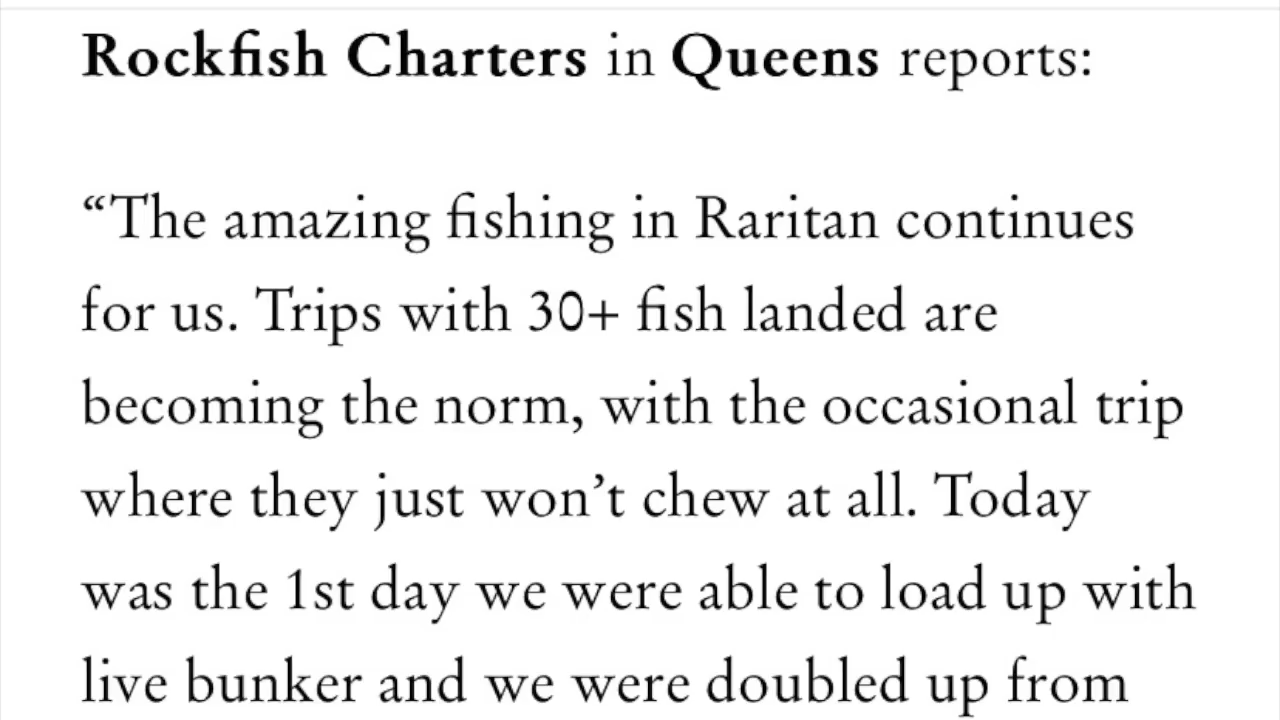 Rockfish Charters in Queens reports:
“The amazing fishing in Raritan continues
for us. Trips with 30+ fish landed are
becoming the norm, with the occasional trip
where they just won’t chew at all. Today
was the 1st day we were able to load up with
live bunker and we were doubled up from